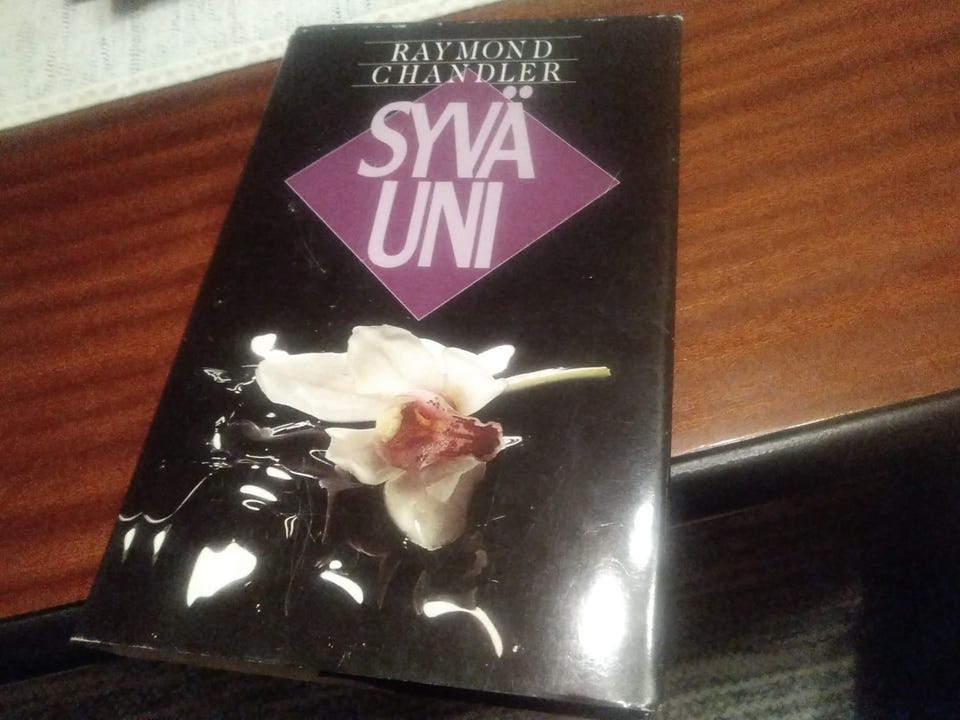 RAYMOND
CHANDLER
SYVÄ
UNI